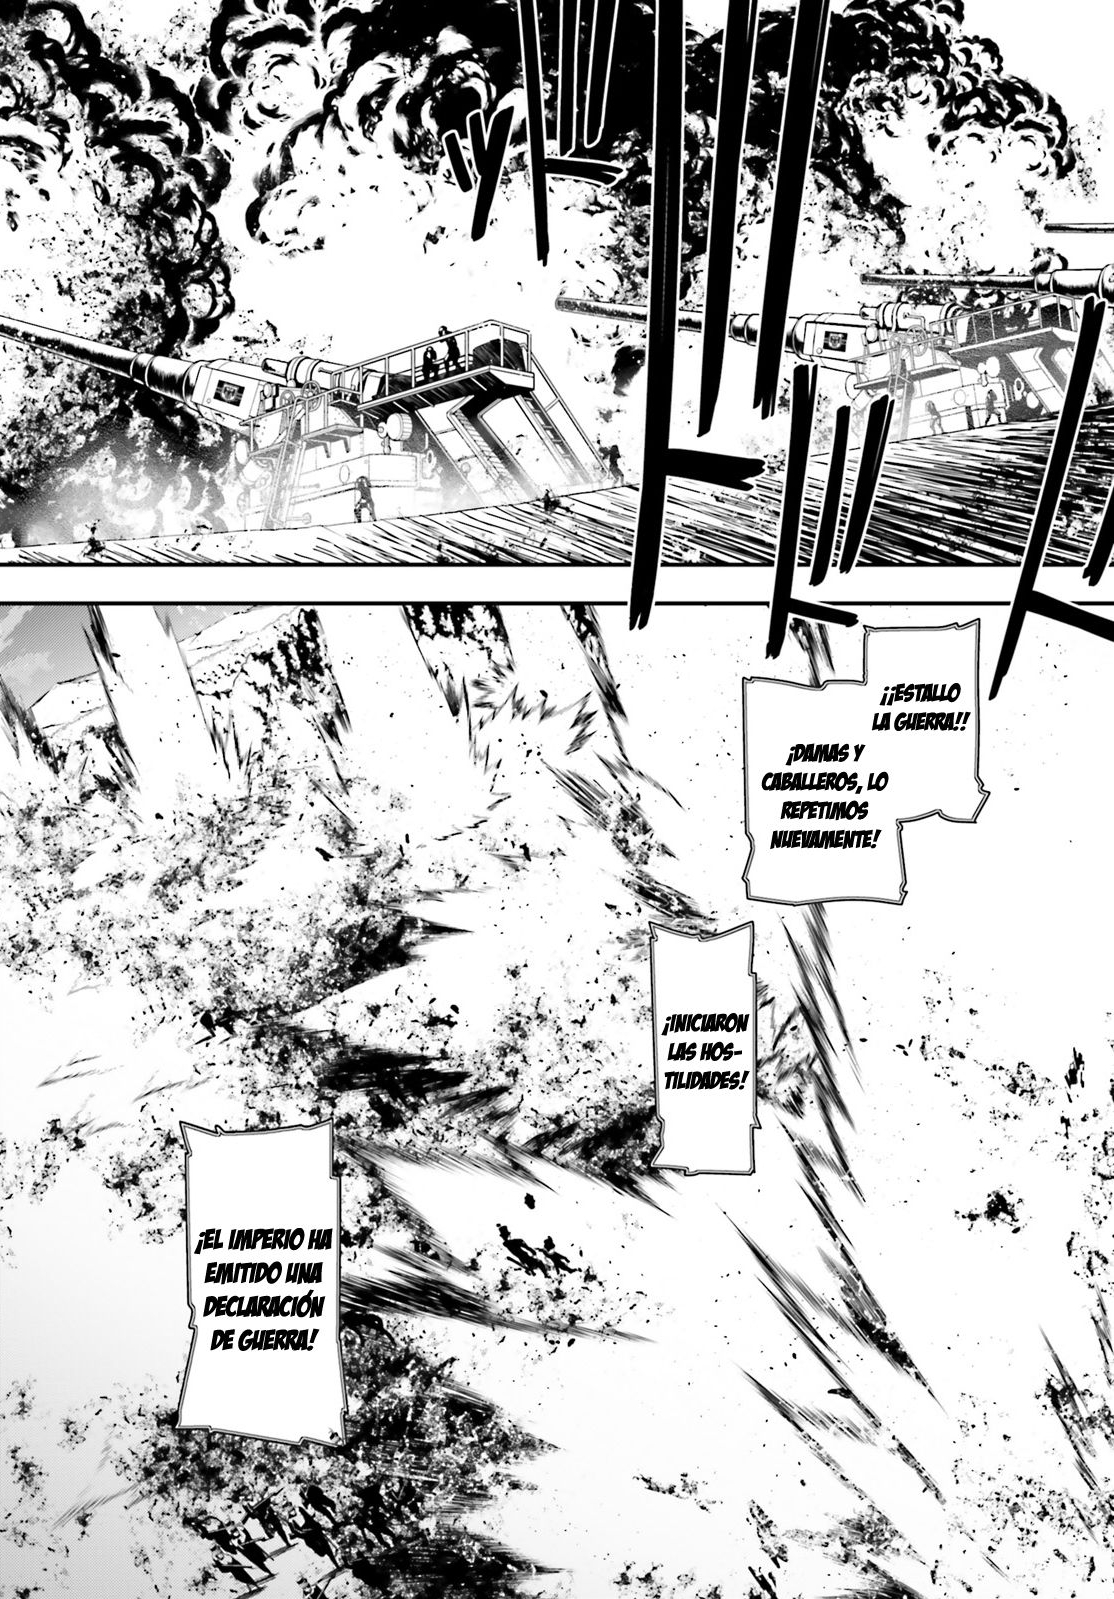 ¡¡ESTALLO
LA GUERRA!!
¡DAMAS Y
CABALLEROS, LO
REPETIMOS
NUEVAMENTE!
¡INICIARON
LAS HOS-
TILIDADES!
¡EL IMPERIO HA
EMITIDO UNA
DECLARACIÓN
DE GUERRA!